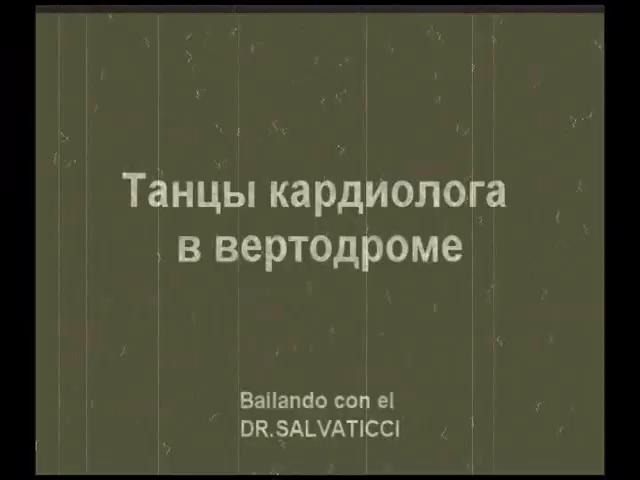 Танцы кардиолога
в вертодроме
Bailando con el
DR.SALVATICCI